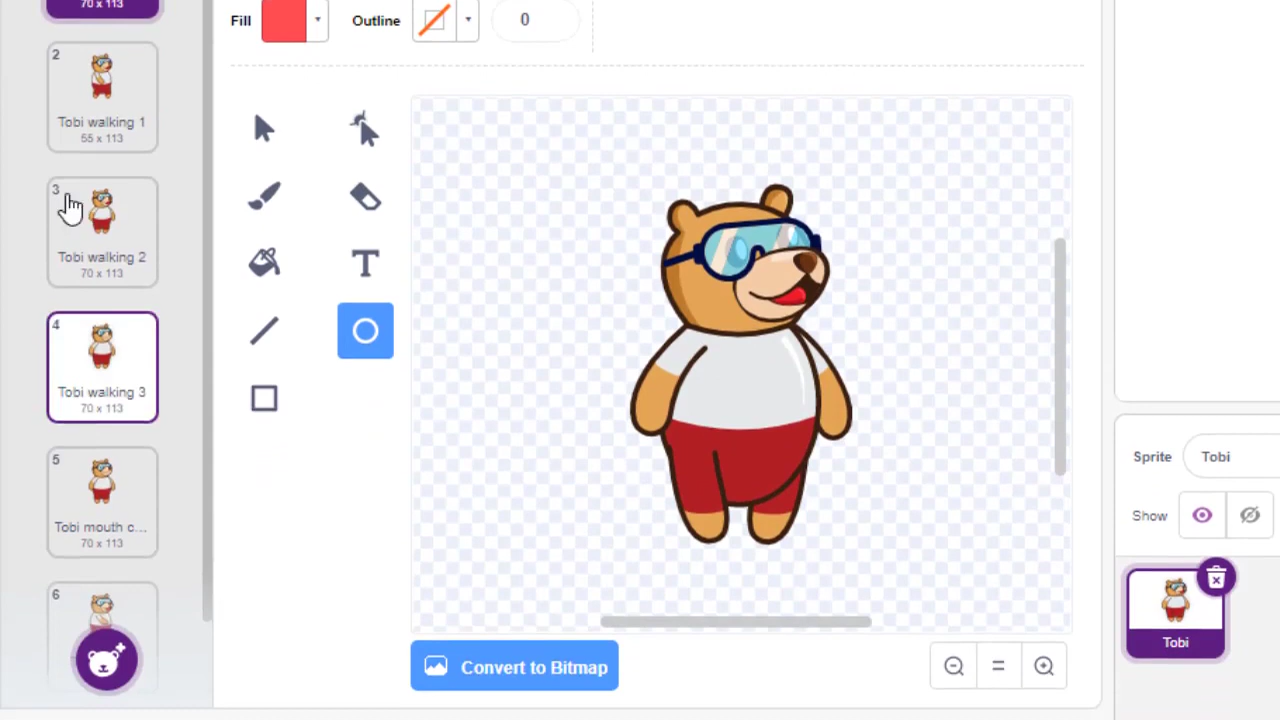 70 x 113
Fill
Outline
0
2
Tobi walking 1
55 x 113
3
Tobi walking 2
70 x 113
4
Tobi walking 3
70 x 113
5
Tobi mouth c...
70 x 113
6
T
Convert to Bitmap
Sprite
Tobi
Show
Tobi